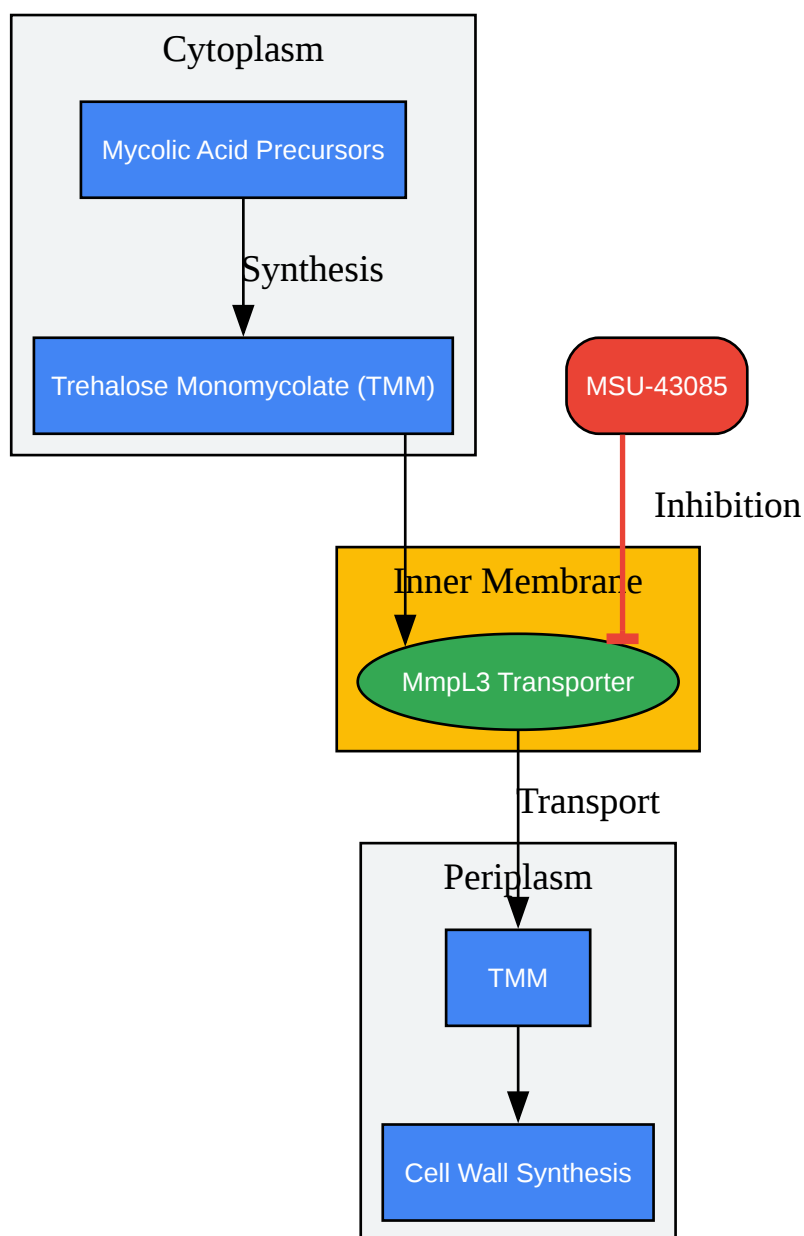 Cytoplasm
Mycolic Acid Precursors
Synthesis
Trehalose Monomycolate (TMM)
MSU-43085
Inhibition
Inner Membrane
MmpL3 Transporter
Transport
Periplasm
TMM
Cell Wall Synthesis